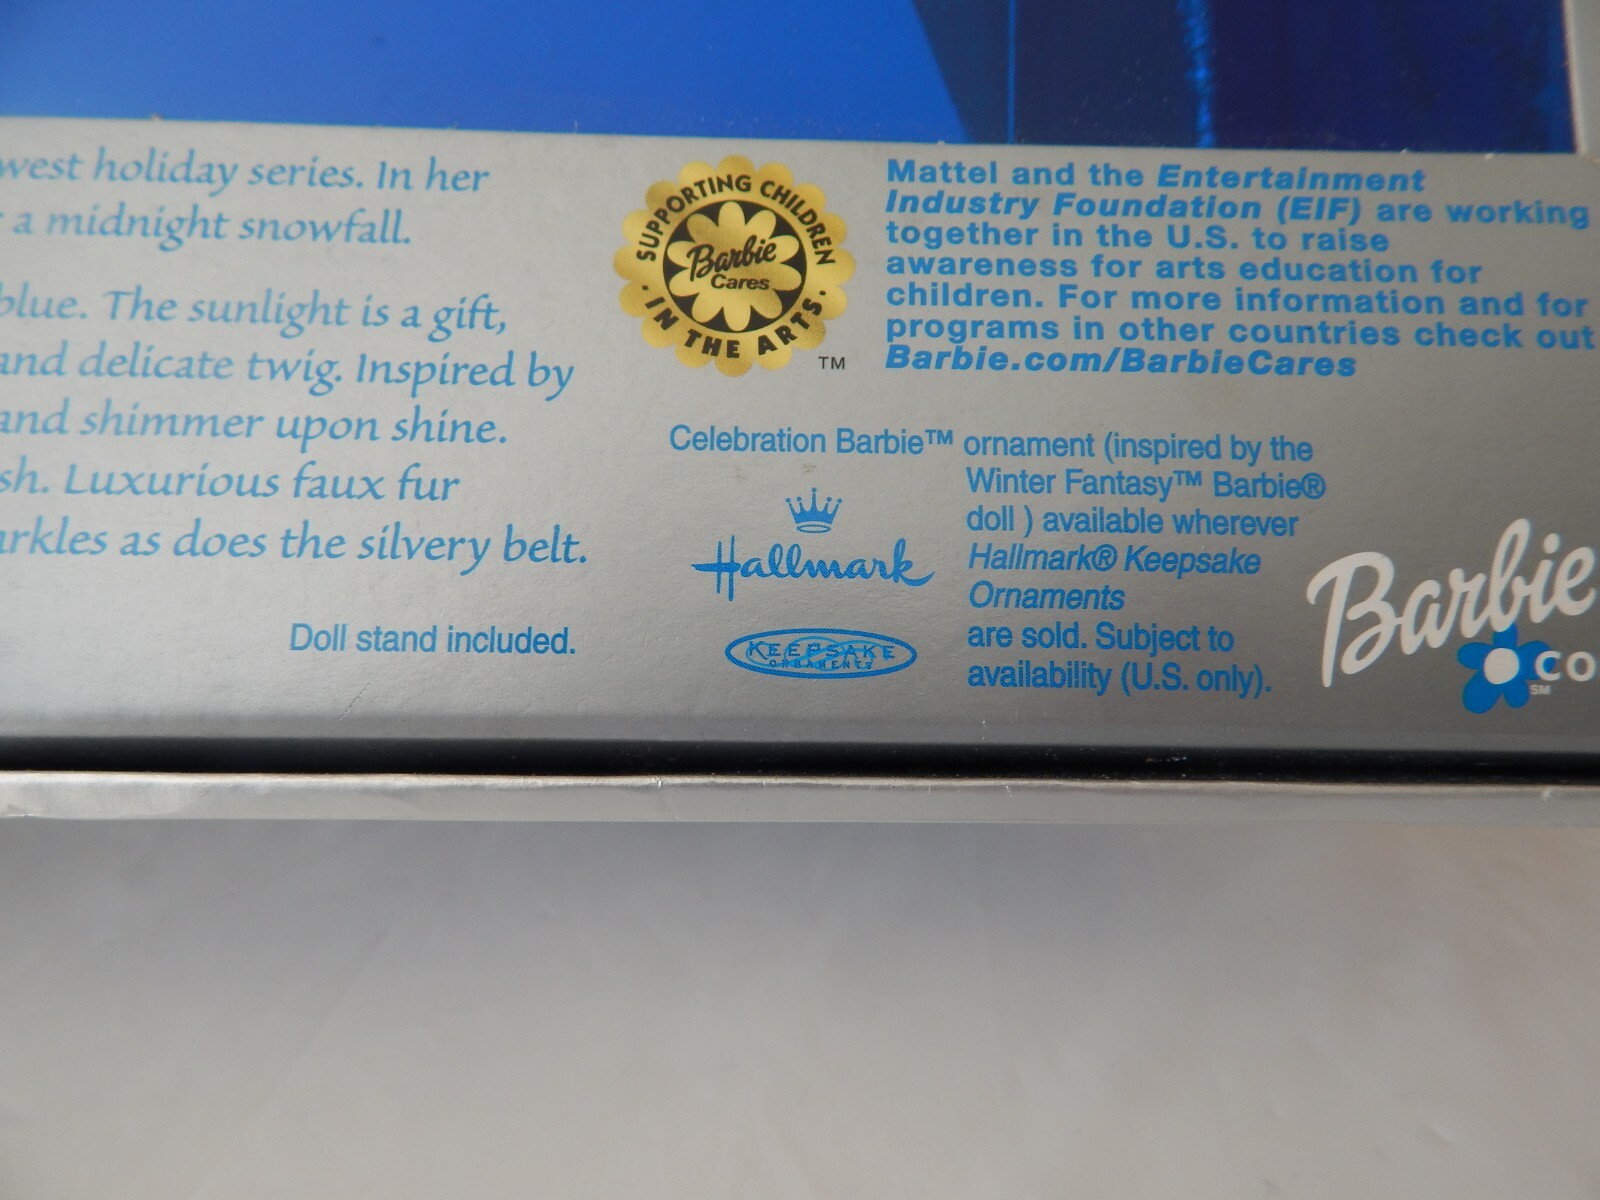 west holiday series. In her
a midnight snowfall.
blue. The sunlight is a gift,
and delicate twig. Inspired by
and shimmer upon shine.
sh. Luxurious faux fur
arkles as does the silvery belt.
Doll stand included.
SUPPORTING CHILDREN
Barbie
Cares
· IN THE ARTS ·
TM
Mattel and the Entertainment
Industry Foundation (EIF) are working
together in the U.S. to raise
awareness for arts education for
children. For more information and for
programs in other countries check out
Barbie.com/BarbieCares
Celebration Barbie™ ornament (inspired by the
Winter Fantasy™ Barbie®
doll ) available wherever
Hallmark® Keepsake
Ornaments
are sold. Subject to
availability (U.S. only).
Hallmark
KEEPSAKE
ORNAMENTS
Barbie
CO
SM